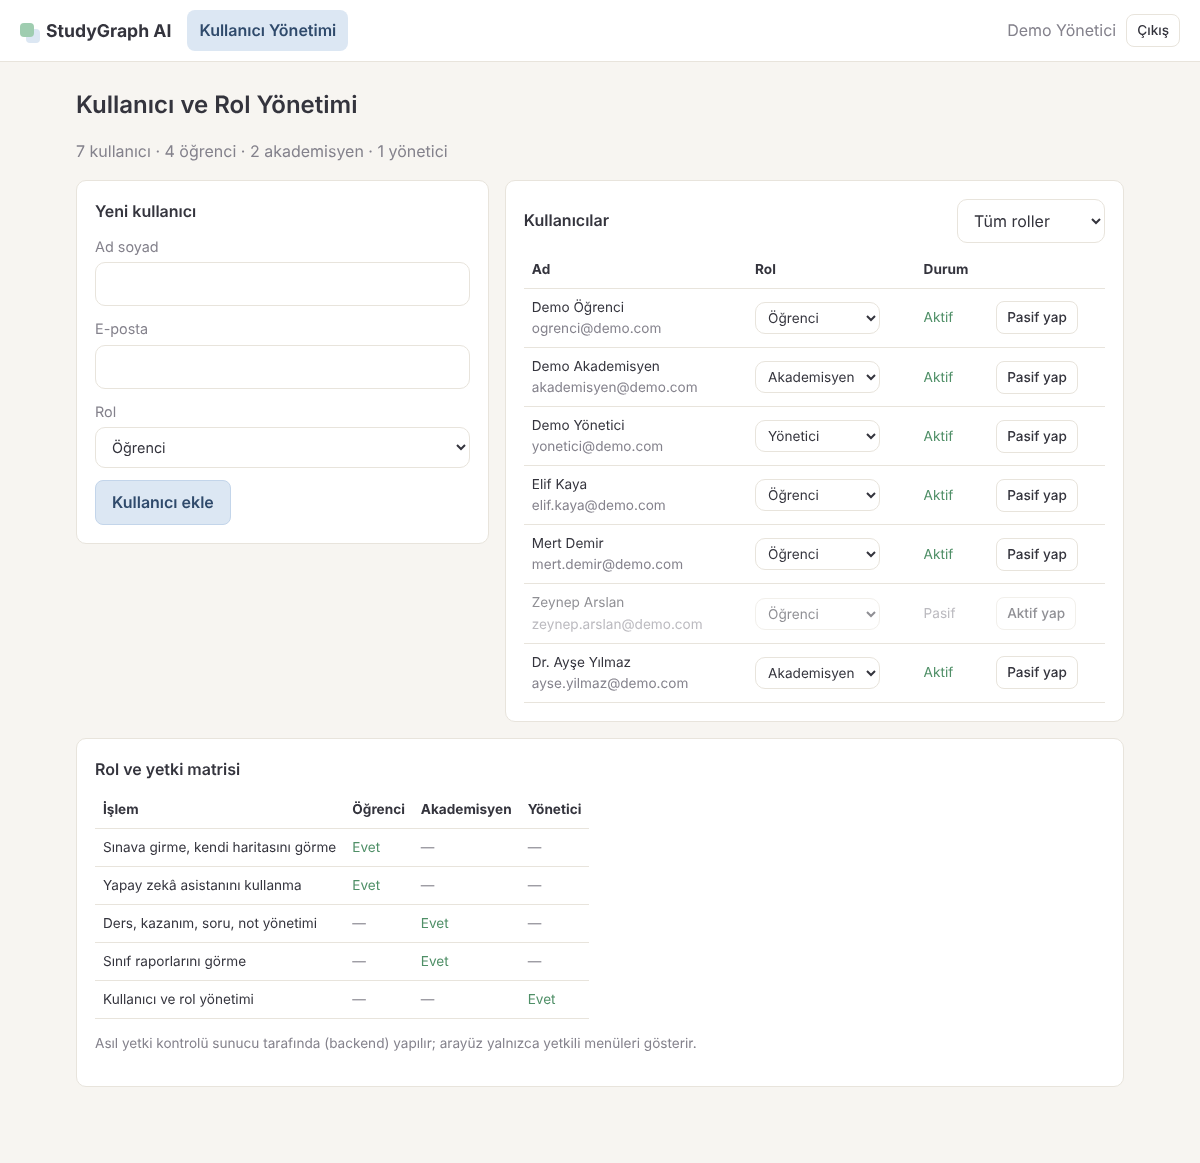 StudyGraph AI
Kullanıcı Yönetimi
Demo Yönetici
Çıkış
Kullanıcı ve Rol Yönetimi
7 kullanıcı · 4 öğrenci · 2 akademisyen · 1 yönetici
Yeni kullanıcı
Ad soyad
E-posta
Rol
Öğrenci
Kullanıcı ekle
Kullanıcılar
Tüm roller
Ad Rol Durum
Demo Öğrenci
ogrenci@demo.com
Öğrenci
Aktif
Pasif yap
Demo Akademisyen
akademisyen@demo.com
Akademisyen
Aktif
Pasif yap
Demo Yönetici
yonetici@demo.com
Yönetici
Aktif
Pasif yap
Elif Kaya
elif.kaya@demo.com
Öğrenci
Aktif
Pasif yap
Mert Demir
mert.demir@demo.com
Öğrenci
Aktif
Pasif yap
Zeynep Arslan
zeynep.arslan@demo.com
Öğrenci
Pasif
Aktif yap
Dr. Ayşe Yılmaz
ayse.yilmaz@demo.com
Akademisyen
Aktif
Pasif yap
Rol ve yetki matrisi
İşlem Öğrenci Akademisyen Yönetici
Sınava girme, kendi haritasını görme Evet — —
Yapay zekâ asistanını kullanma Evet — —
Ders, kazanım, soru, not yönetimi — Evet —
Sınıf raporlarını görme — Evet —
Kullanıcı ve rol yönetimi — — Evet
Asıl yetki kontrolü sunucu tarafında (backend) yapılır; arayüz yalnızca yetkili menüleri gösterir.